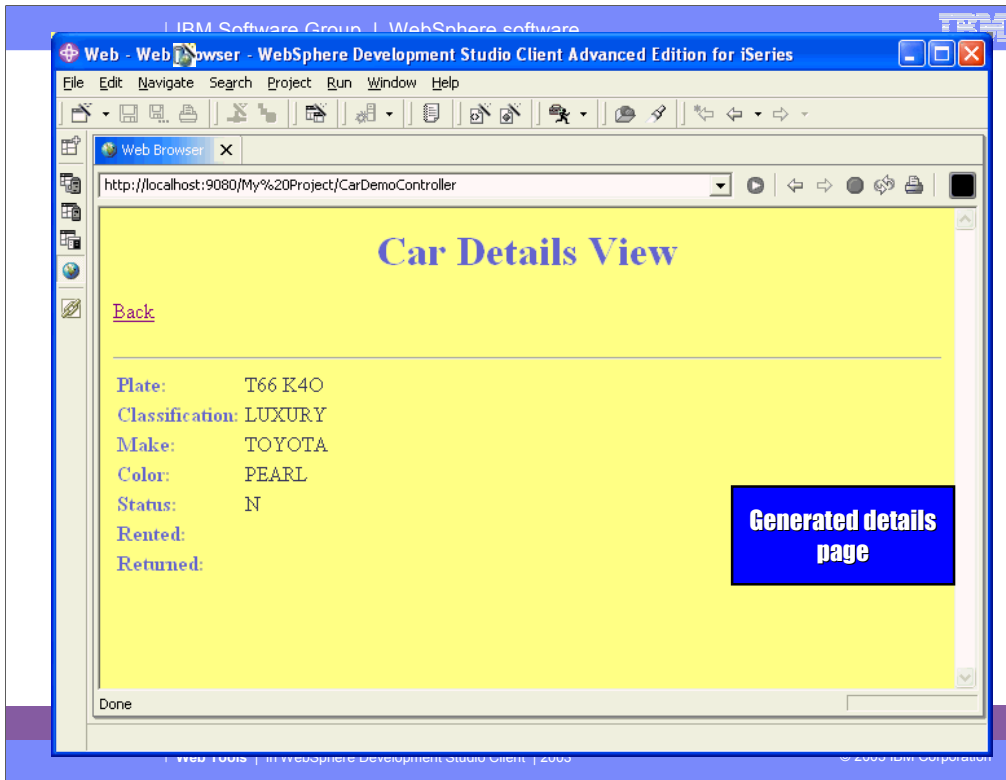 | IBM Software Group | WebSphere software
IBM
Web - Web Browser - WebSphere Development Studio Client Advanced Edition for iSeries
File Edit Navigate Search Project Run Window Help
Web Browser
http://localhost:9080/My%20Project/CarDemoController
Car Details View
Back
Plate: T66 K4O
Classification: LUXURY
Make: TOYOTA
Color: PEARL
Status: N
Rented:
Returned:
Generated details
page
Done
| Web Tools | in WebSphere Development Studio Client | 2003
© 2003 IBM Corporation